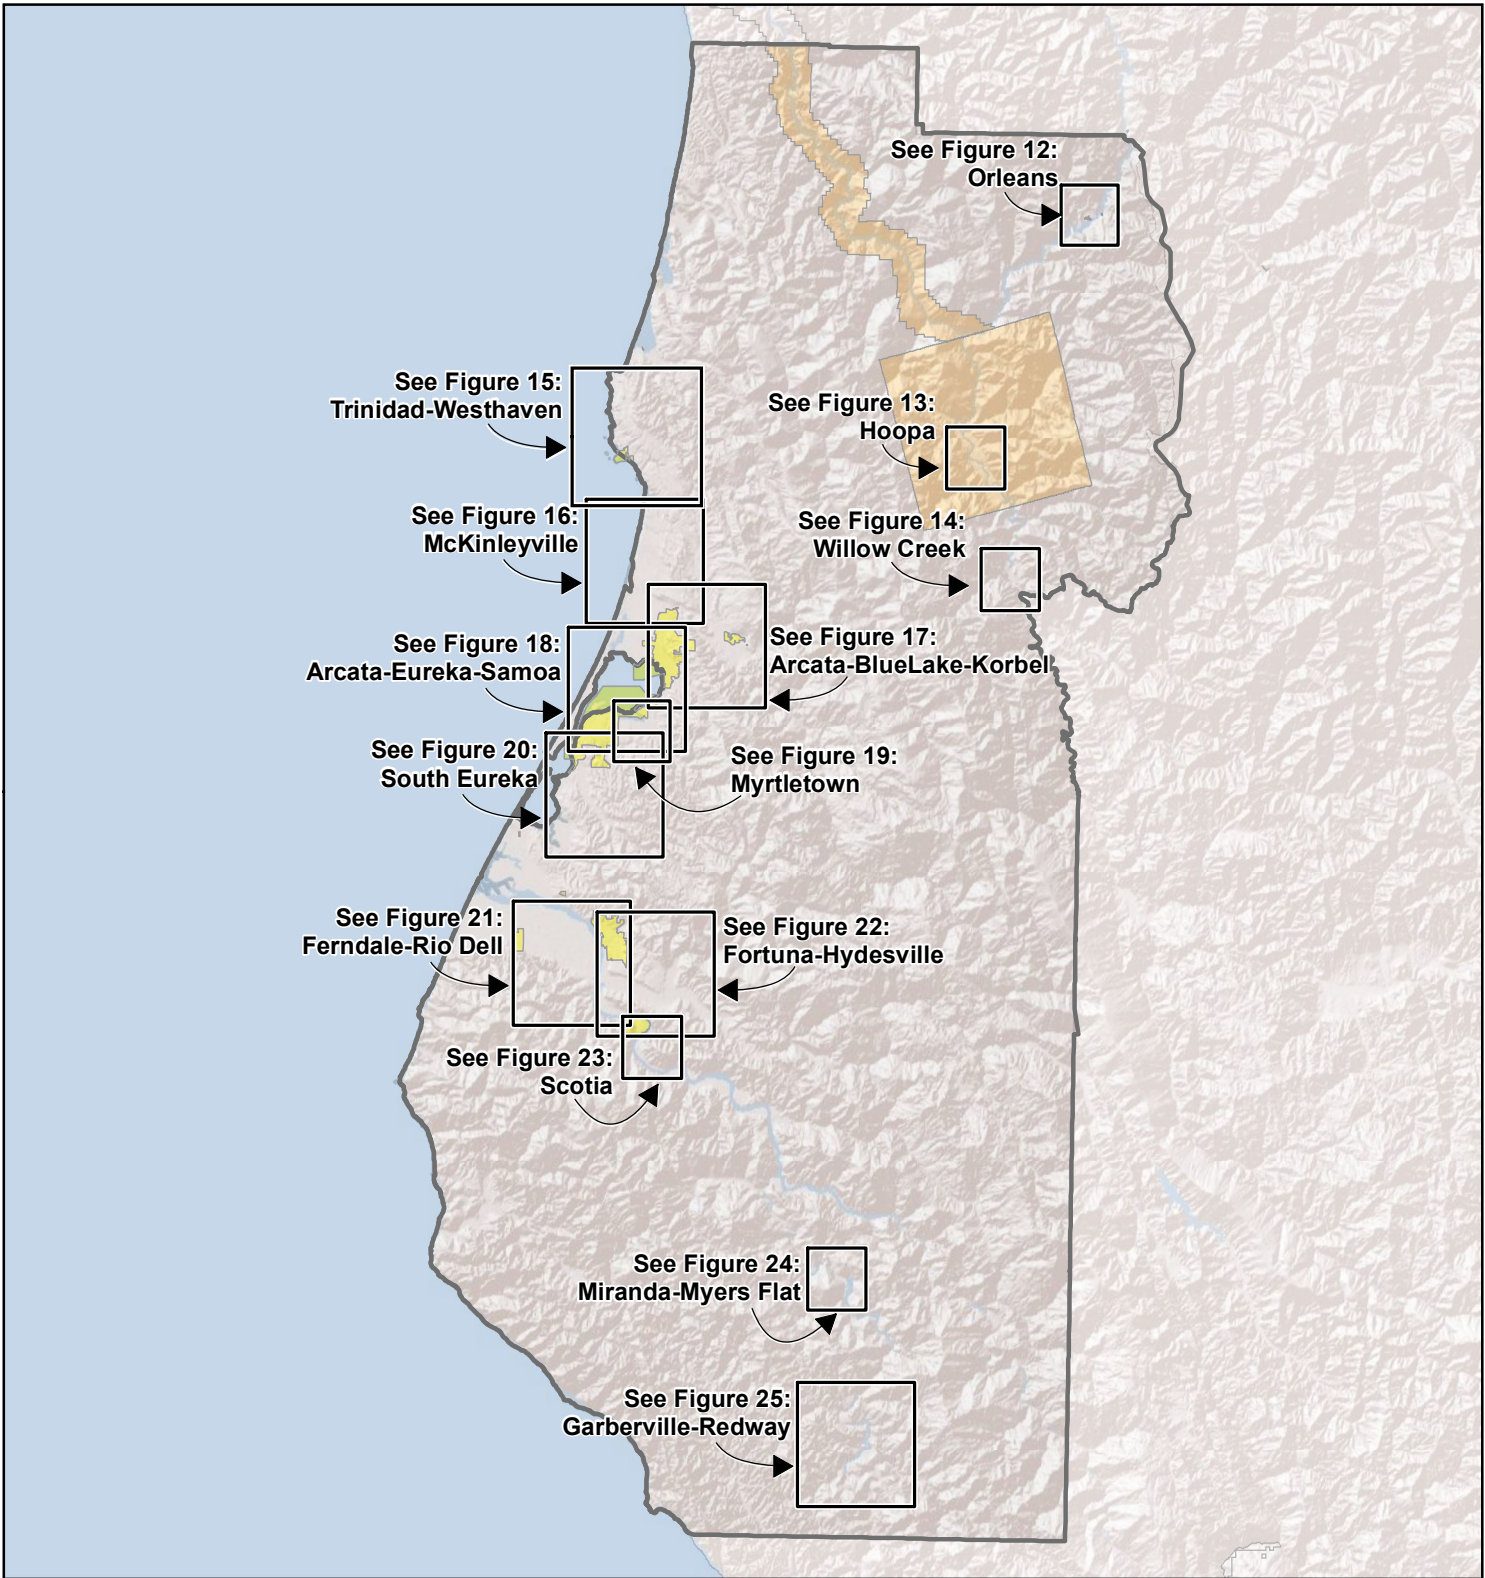 See Figure 12:
Orleans
See Figure 15:
Trinidad-Westhaven
See Figure 13:
Hoopa
See Figure 16:
McKinleyville
See Figure 14:
Willow Creek
See Figure 18:
Arcata-Eureka-Samoa
See Figure 17:
Arcata-BlueLake-Korbel
See Figure 20:
South Eureka
See Figure 19:
Myrtletown
See Figure 21:
Ferndale-Rio Dell
See Figure 22:
Fortuna-Hydesville
See Figure 23:
Scotia
See Figure 24:
Miranda-Myers Flat
See Figure 25:
Garberville-Redway